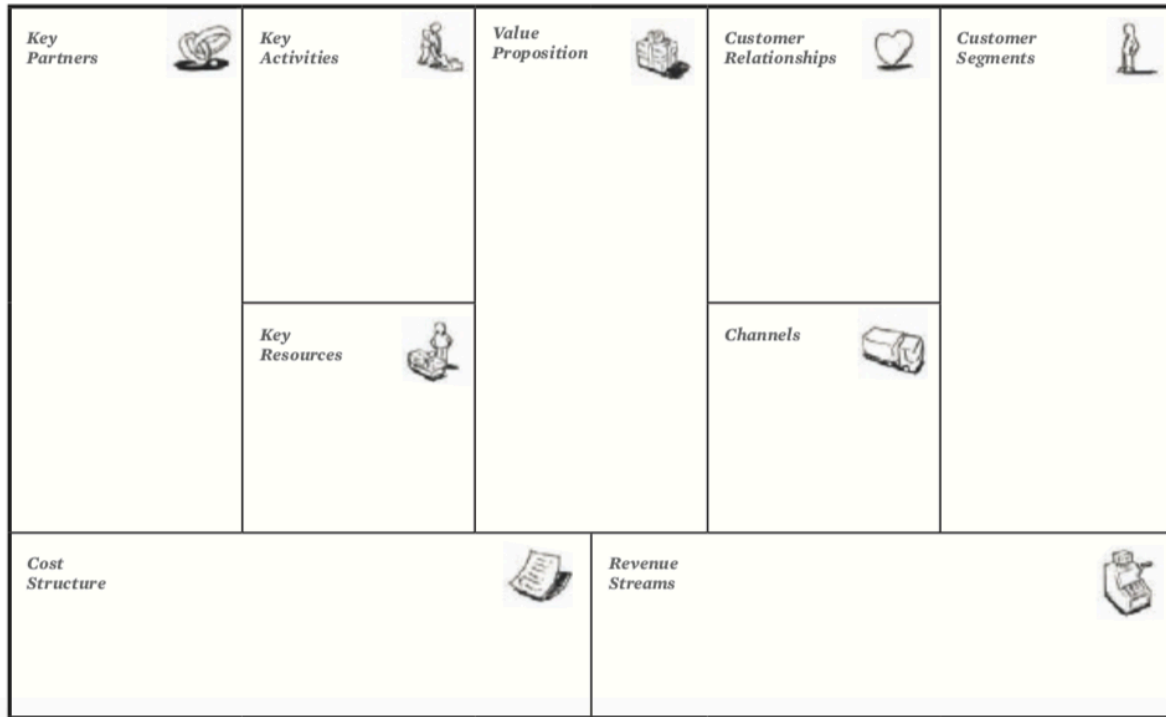 Key
Partners
Key
Activities
Value
Proposition
Customer
Relationships
Customer
Segments
Key
Resources
Channels
Cost
Structure
Revenue
Streams